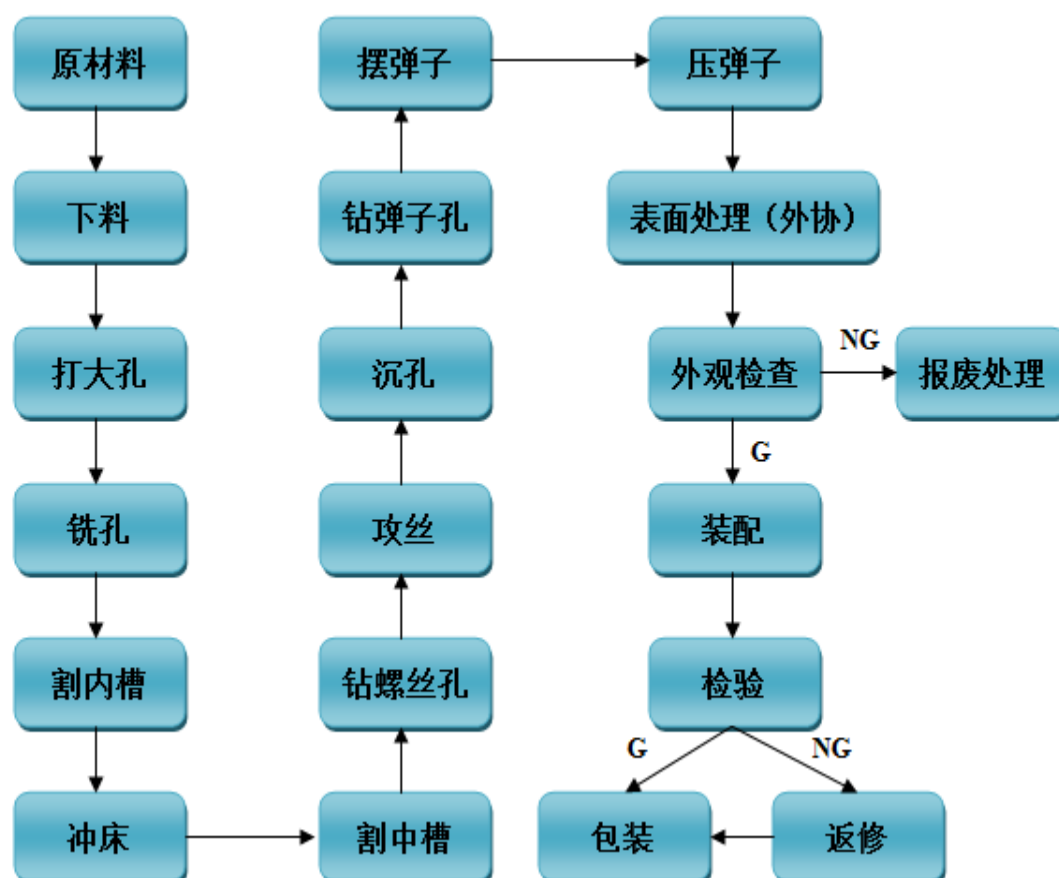 原材料
下料
打大孔
铣孔
割内槽
冲床
割中槽
钻螺丝孔
攻丝
沉孔
钻弹子孔
摆弹子
压弹子
表面处理（外协）
外观检查
NG
报废处理
G
装配
检验
G
NG
包装
返修